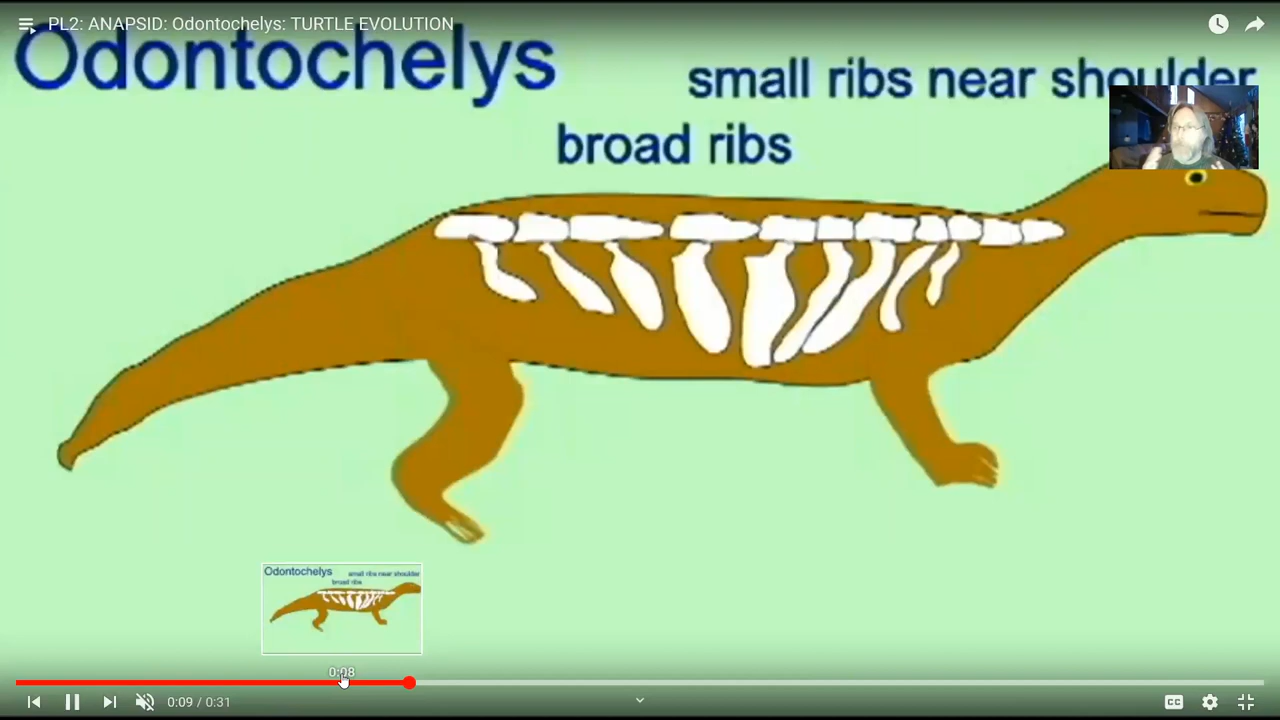 PL2: ANAPSID: Odontochelys: TURTLE EVOLUTION
Odontochelys
small ribs near shoulder
broad ribs
Odontochelys
small ribs near shoulder
broad ribs
0:08
0:09 / 0:31
CC